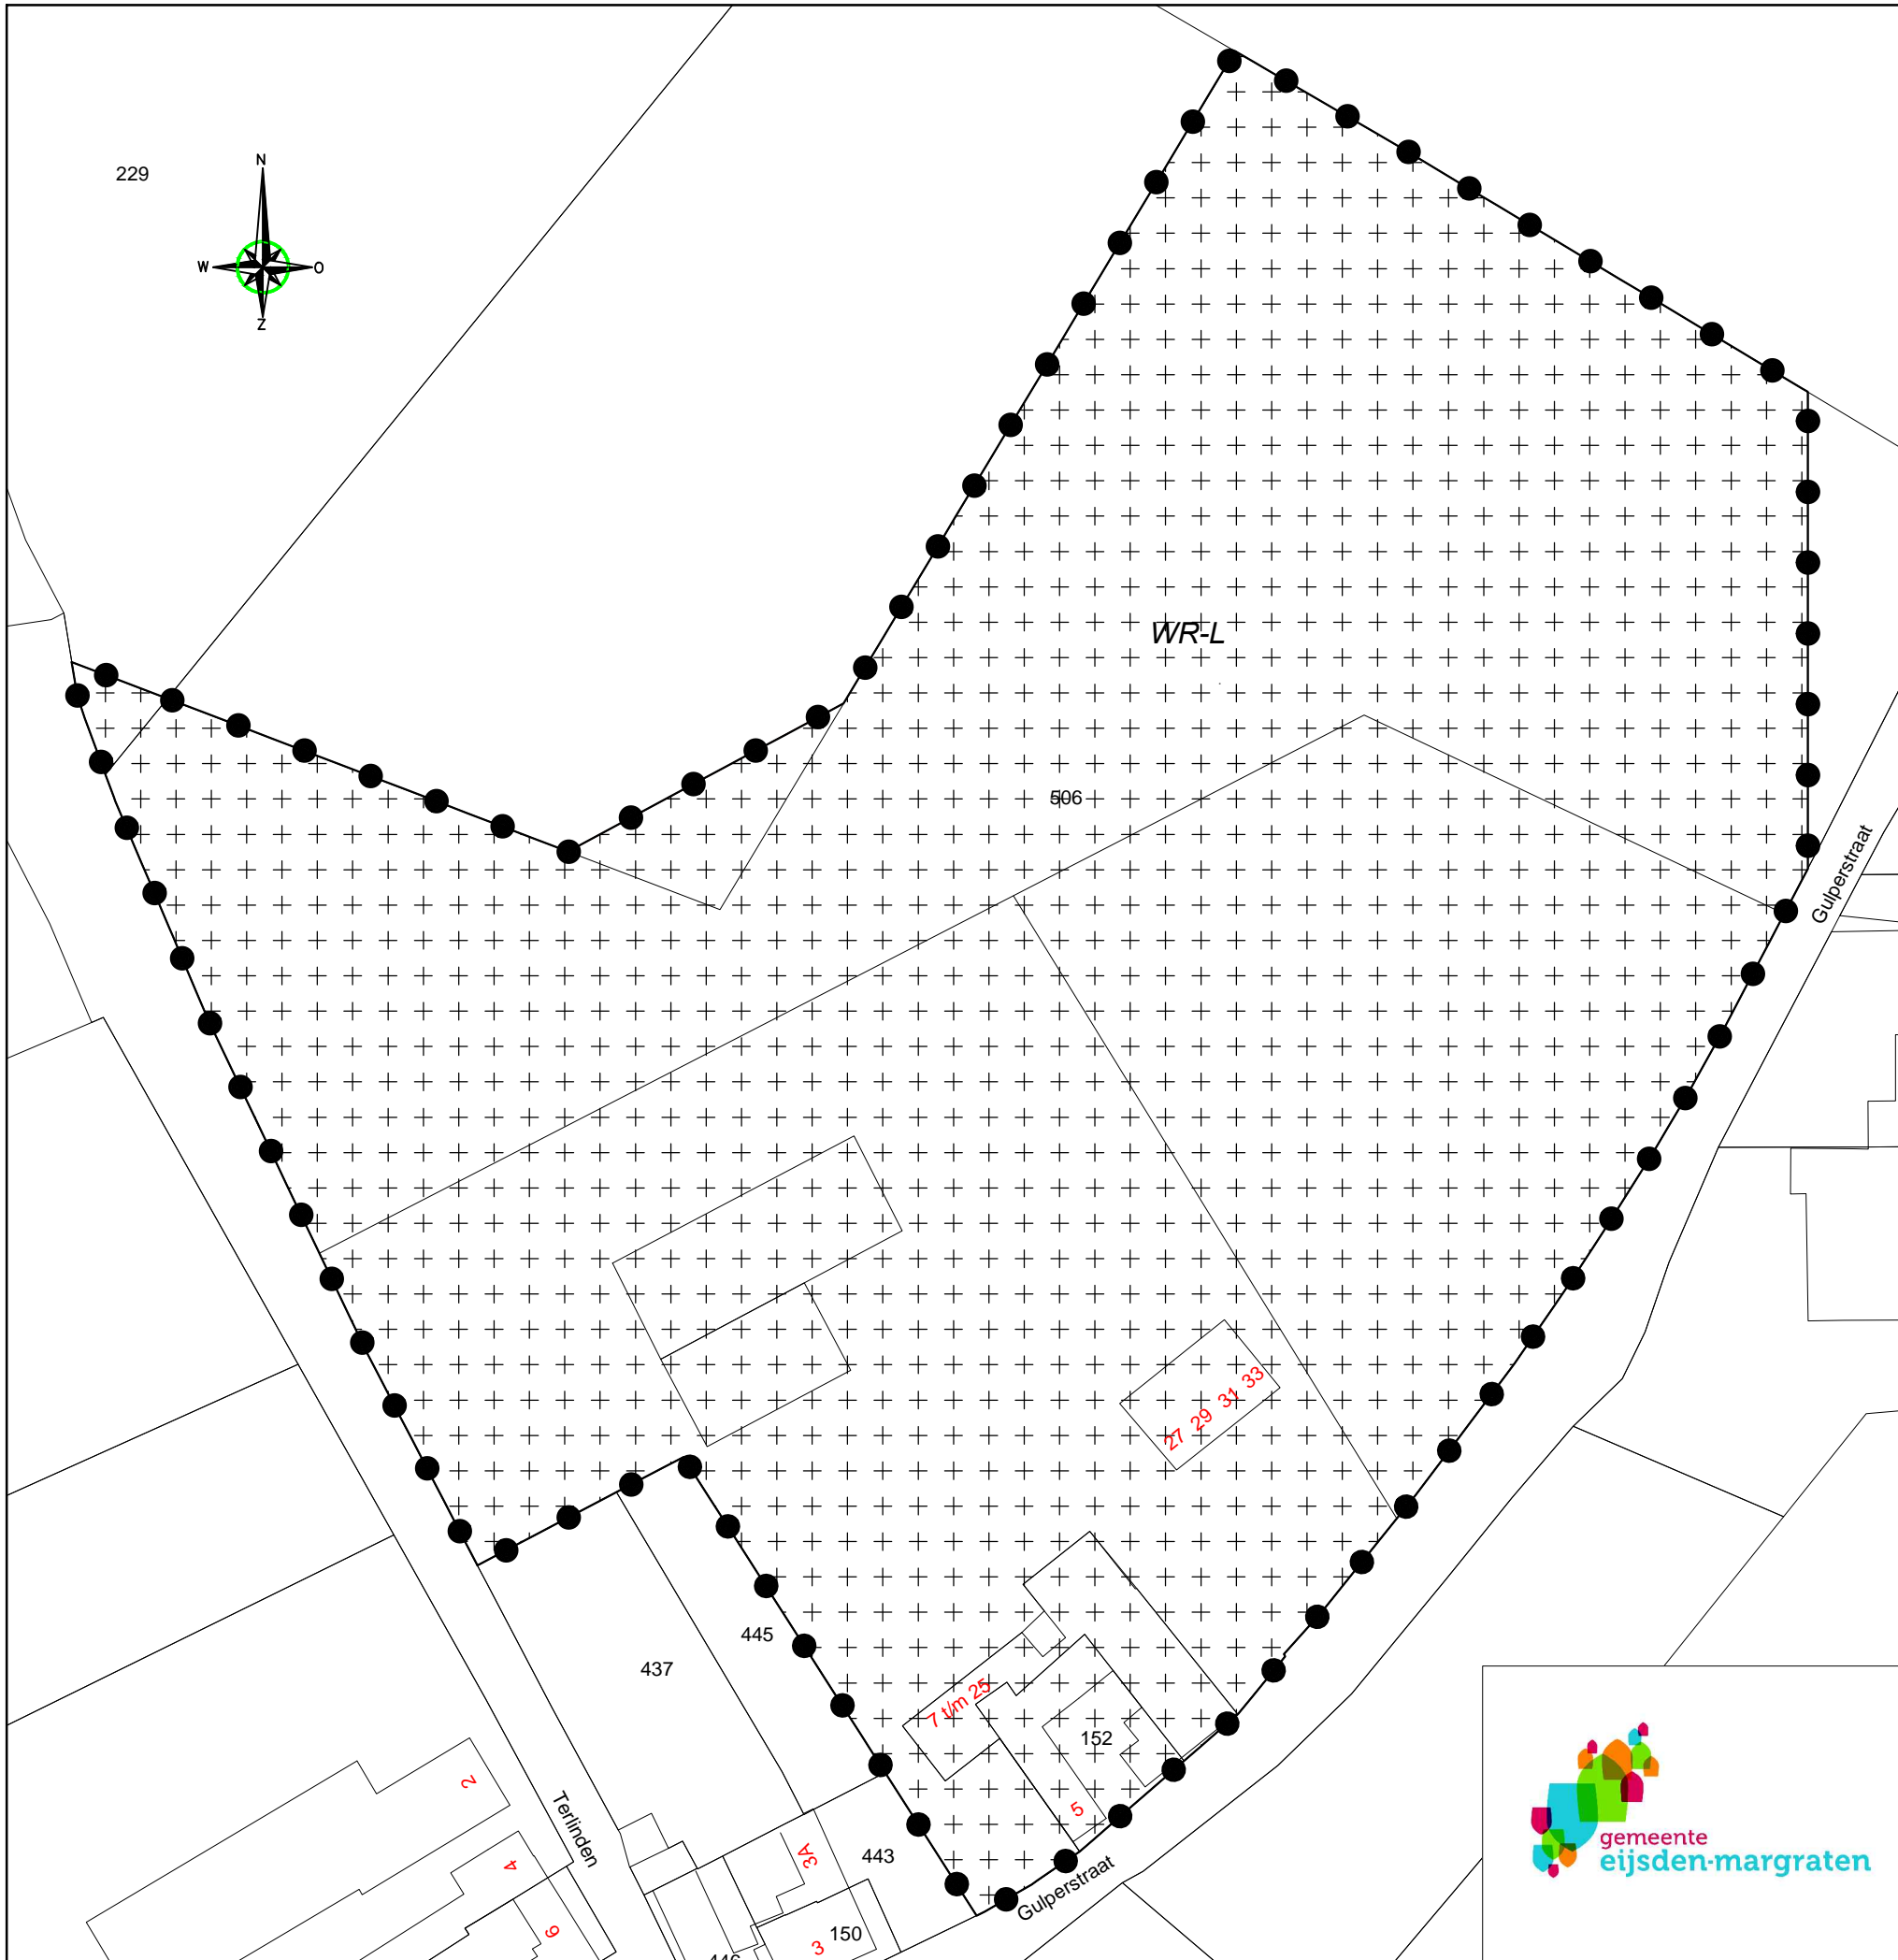 229
N
W
O
Z
WR-L
506
Gulperstraat
27 29 31 33
445
437
7 t/m 25
152
5
2
Terlinden
4
6
3A
443
150
3
446
Gulperstraat
gemeente
eijsden-margraten